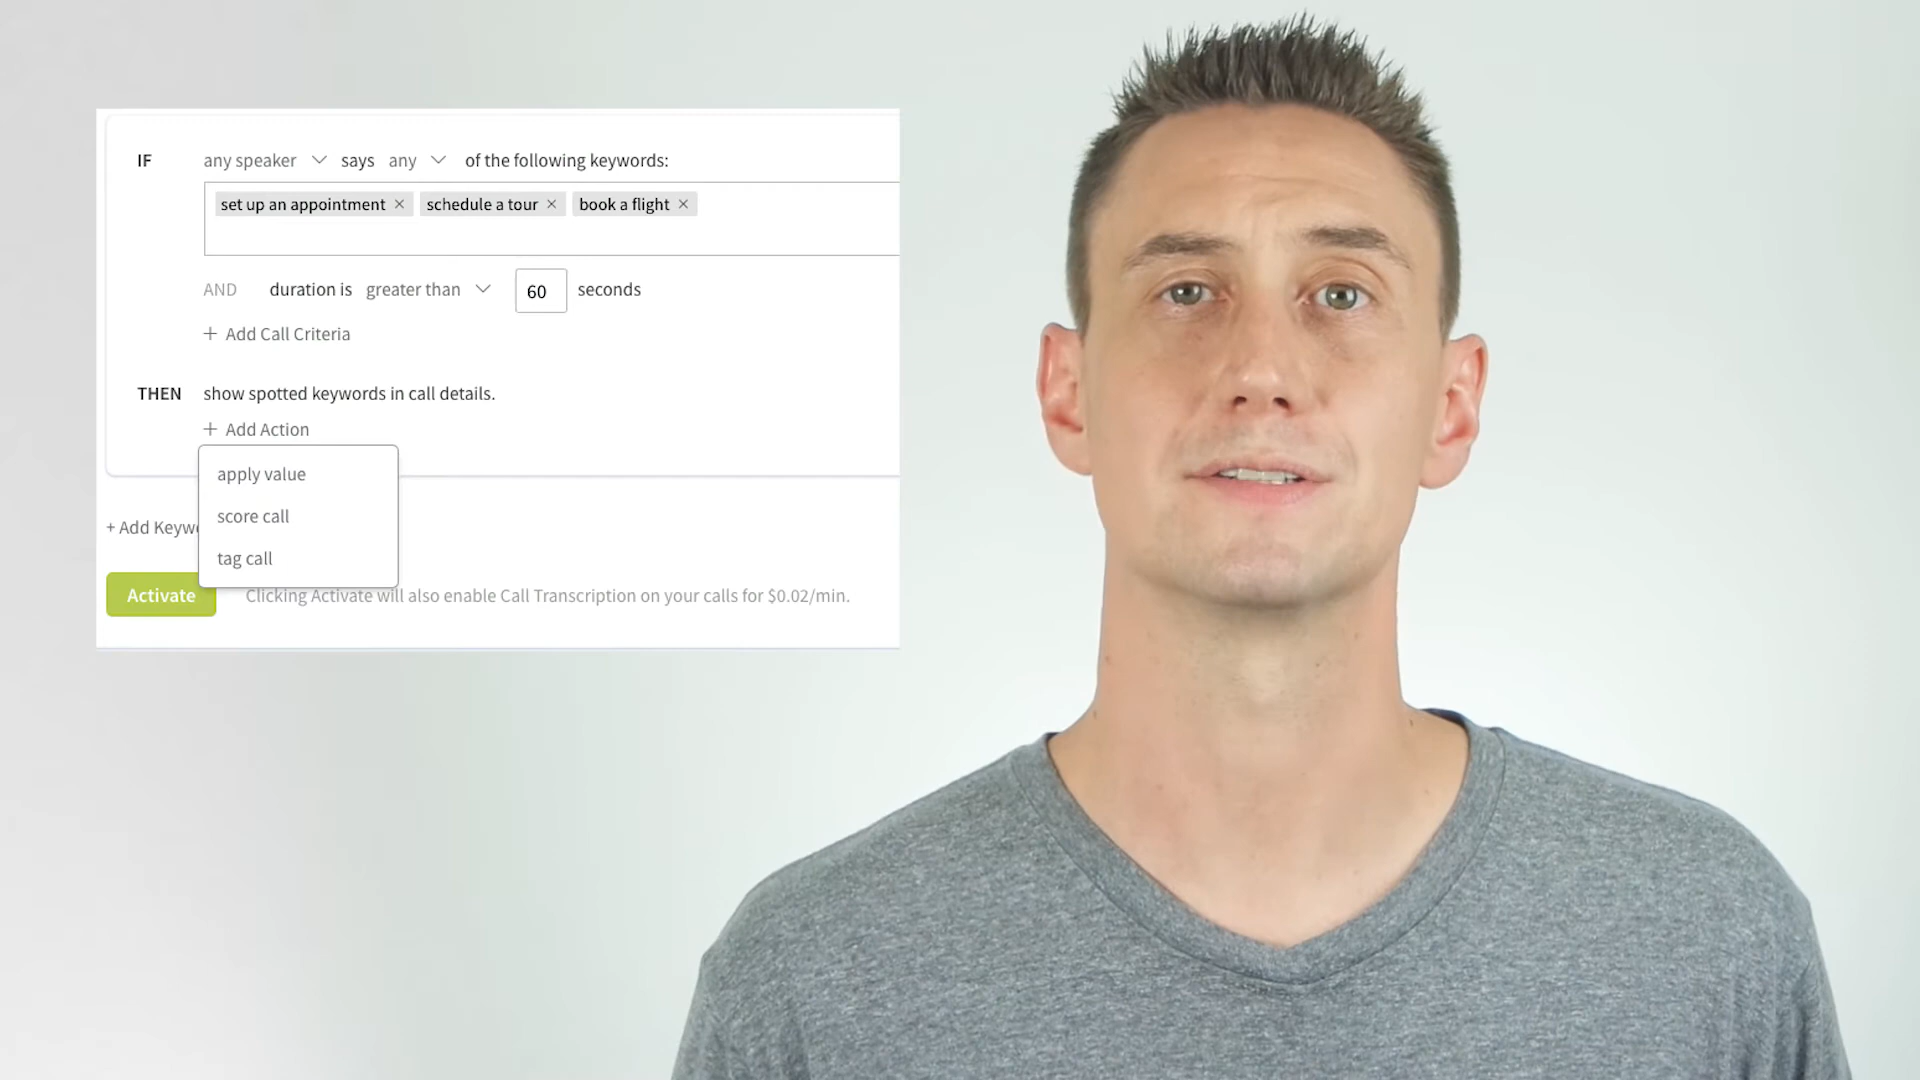 IF any speaker says any of the following keywords:
set up an appointment × schedule a tour × book a flight ×
AND duration is greater than 60 seconds
+ Add Call Criteria
THEN show spotted keywords in call details.
+ Add Action
apply value
score call
tag call
+ Add Keyw
Activate Clicking Activate will also enable Call Transcription on your calls for $0.02/min.